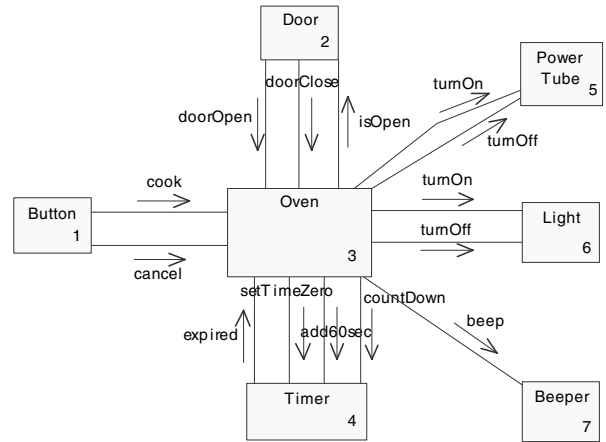 Door
2
Power
Tube
5
turnOn
doorClose
doorOpen
isOpen
turnOff
cook
turnOn
Button
1
Oven
3
Light
6
turnOff
cancel
setTimeZero
countDown
expired
add60sec
beep
Timer
4
Beeper
7